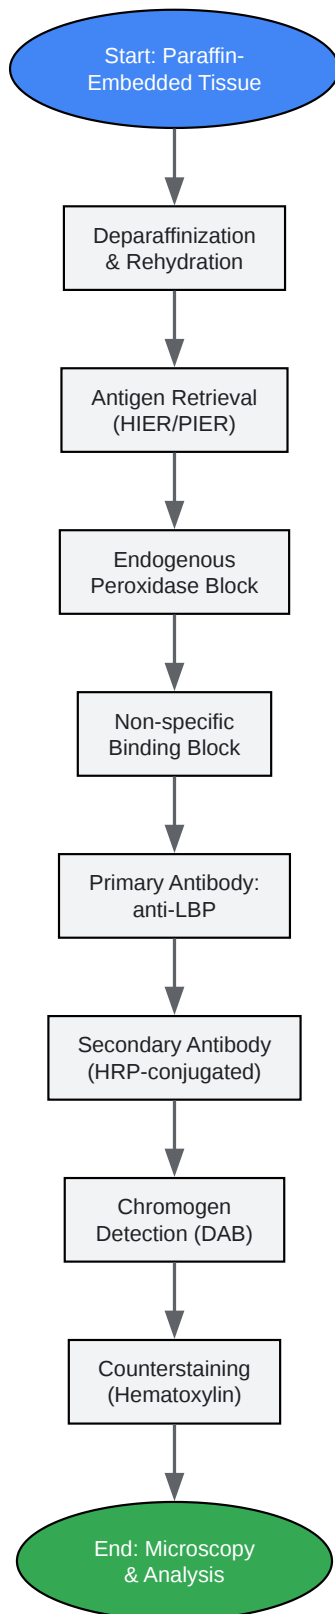 Start: Paraffin-
Embedded Tissue
Deparaffinization
& Rehydration
Antigen Retrieval
(HIER/PIER)
Endogenous
Peroxidase Block
Non-specific
Binding Block
Primary Antibody:
anti-LBP
Secondary Antibody
(HRP-conjugated)
Chromogen
Detection (DAB)
Counterstaining
(Hematoxylin)
End: Microscopy
& Analysis